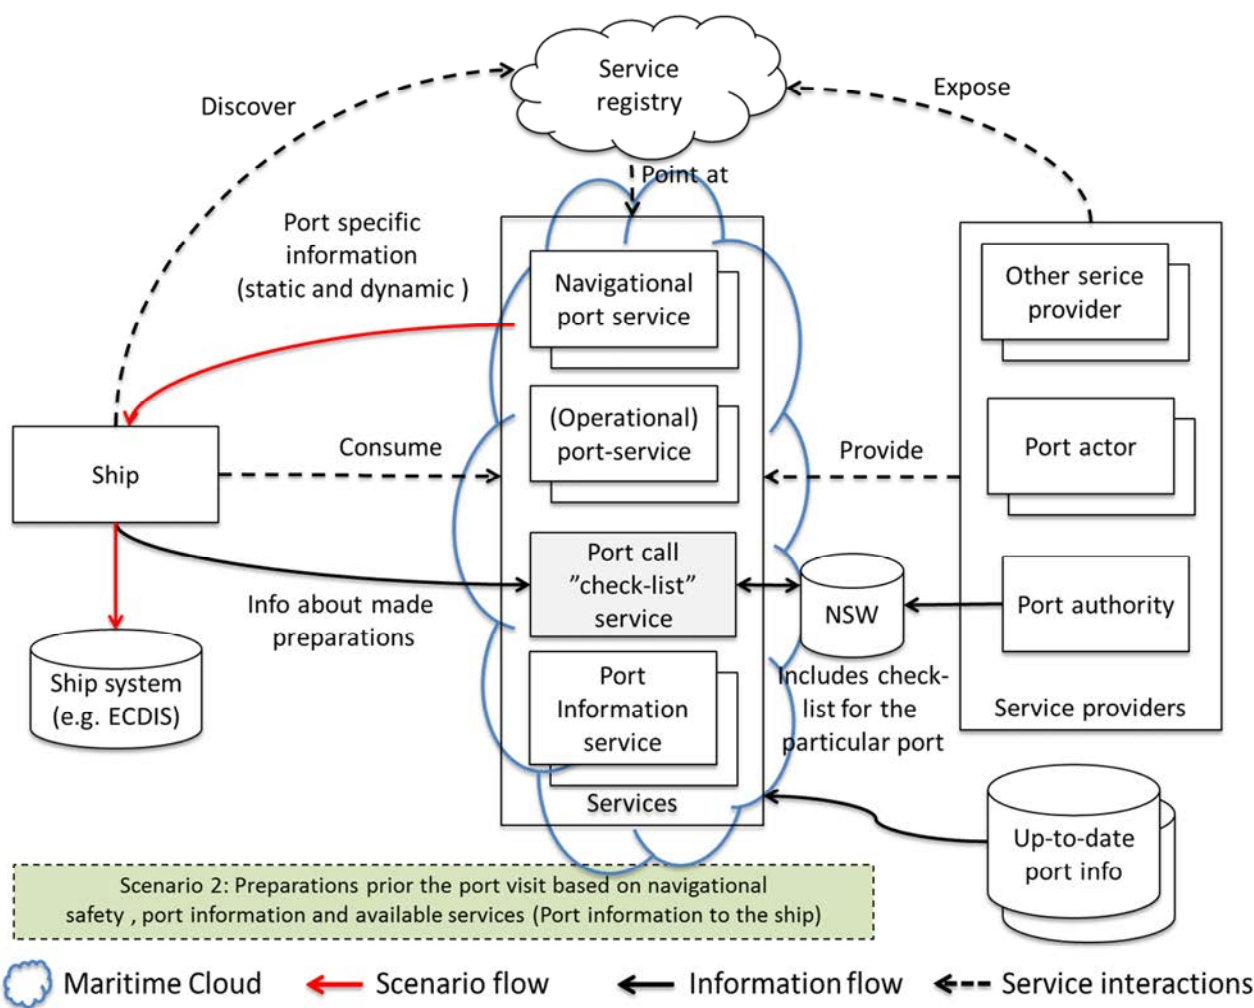 Service
registry
Discover
Expose
Point at
Port specific
information
(static and dynamic )
Navigational
port service
Other serice
provider
(Operational)
port-service
Port actor
Consume
Provide
Ship
Port call
”check-list”
service
NSW
Port authority
Info about made
preparations
Ship system
(e.g. ECDIS)
Port
Information
service
Includes check-
list for the
particular port
Service providers
Services
Up-to-date
port info
Scenario 2: Preparations prior the port visit based on navigational
safety , port information and available services (Port information to the ship)
Maritime Cloud
Scenario flow
Information flow
Service interactions